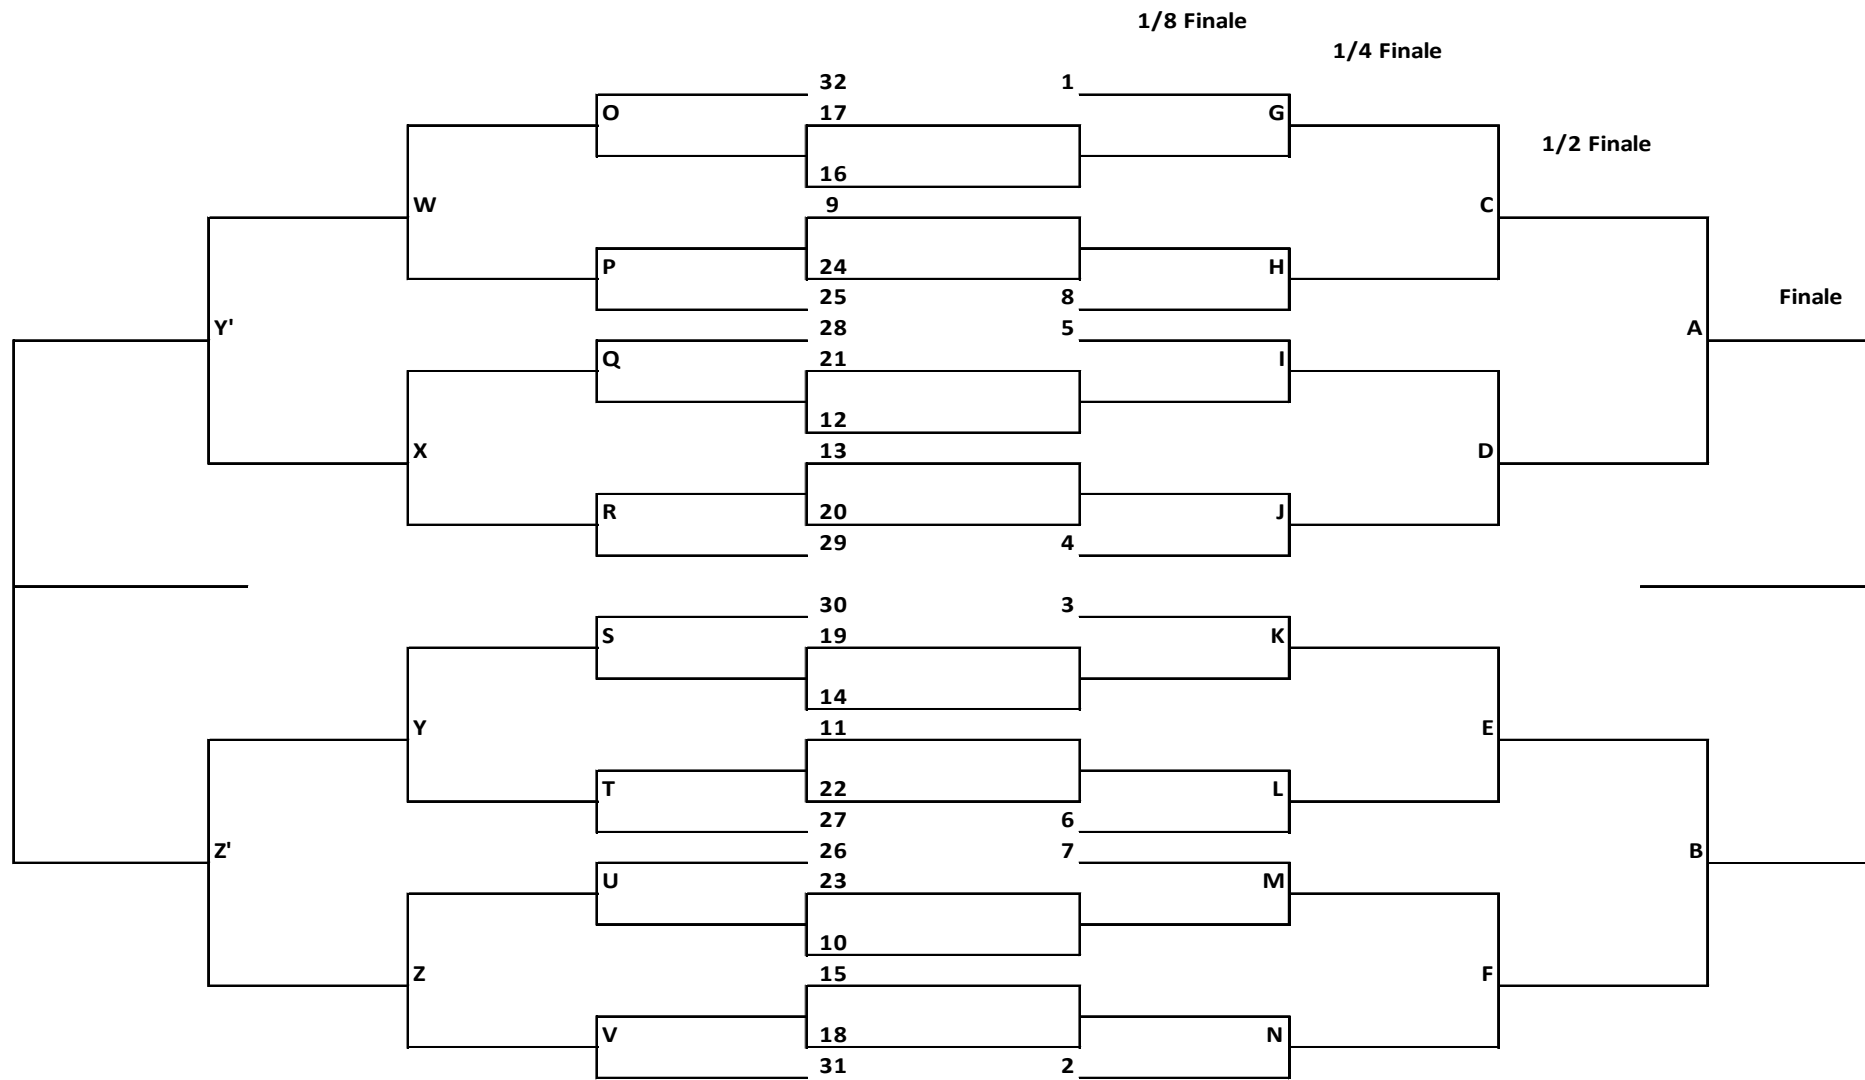 1/8 Finale
1/4 Finale
32 1
O 17 G
1/2 Finale
16
W 9 C
P 24 H
25 8 Finale
Y' 28 5 A
Q 21 I
12
X 13 D
R 20 J
29 4
30 3
S 19 K
14
Y 11 E
T 22 L
27 6
Z' 26 7 B
U 23 M
10
Z 15 F
V 18 N
31 2